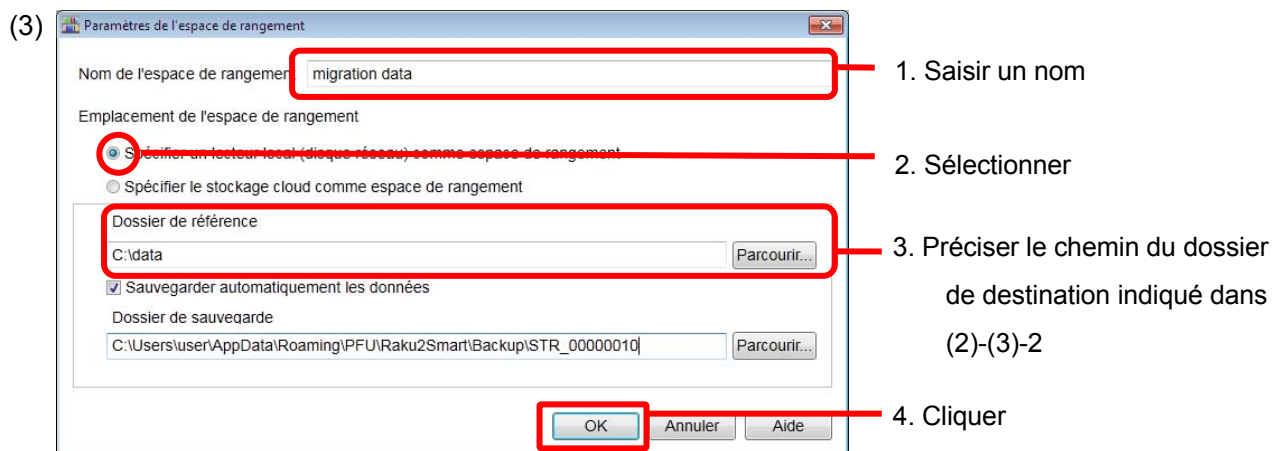 (3)
Paramètres de l'espace de rangement
Nom de l'espace de rangement
migration data
1. Saisir un nom
Emplacement de l'espace de rangement
Spécifier un lecteur local (disque réseau) comme espace de rangement
2. Sélectionner
Spécifier le stockage cloud comme espace de rangement
Dossier de référence
C:\data
Parcourir...
3. Préciser le chemin du dossier
de destination indiqué dans
(2)-(3)-2
Sauvegarder automatiquement les données
Dossier de sauvegarde
C:\Users\user\AppData\Roaming\PFU\Raku2Smart\Backup\STR_00000010
Parcourir...
OK
Annuler
Aide
4. Cliquer